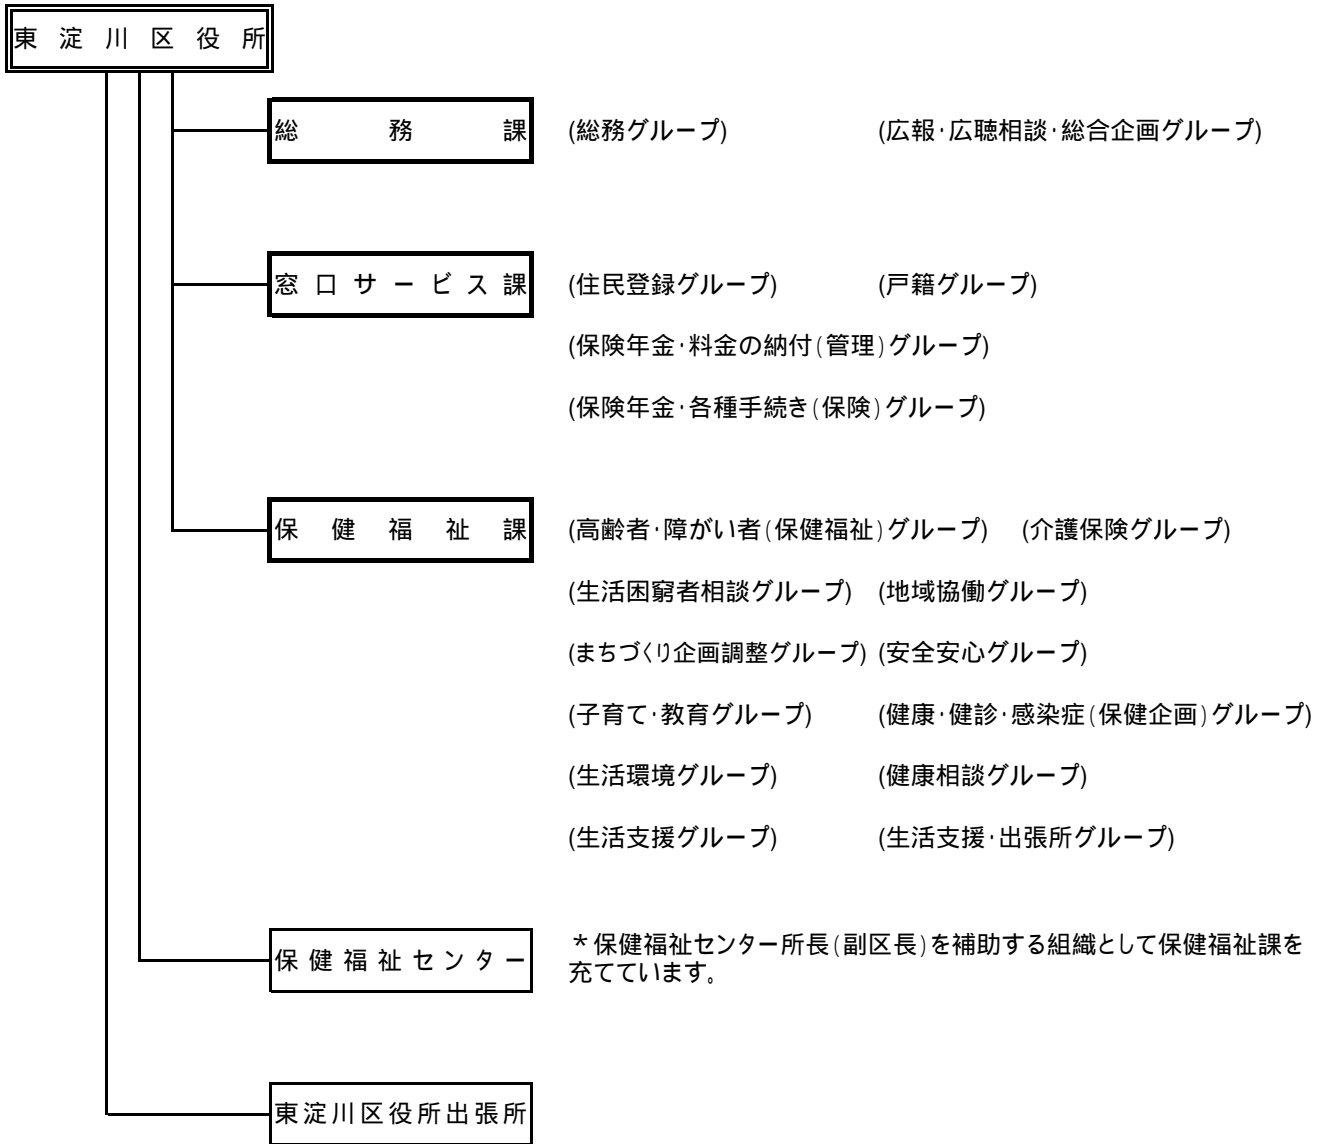 東淀川区役所
総務課 (総務グループ) (広報･広聴相談･総合企画グループ)
窓口サービス課 (住民登録グループ) (戸籍グループ)
(保険年金･料金の納付(管理)グループ)
(保険年金･各種手続き(保険)グループ)
保健福祉課 (高齢者･障がい者(保健福祉)グループ) (介護保険グループ)
(生活困窮者相談グループ) (地域協働グループ)
(まちづくり企画調整グループ) (安全安心グループ)
(子育て･教育グループ) (健康･健診･感染症(保健企画)グループ)
(生活環境グループ) (健康相談グループ)
(生活支援グループ) (生活支援･出張所グループ)
保健福祉センター ＊保健福祉センター所長(副区長)を補助する組織として保健福祉課を
充てています。
東淀川区役所出張所